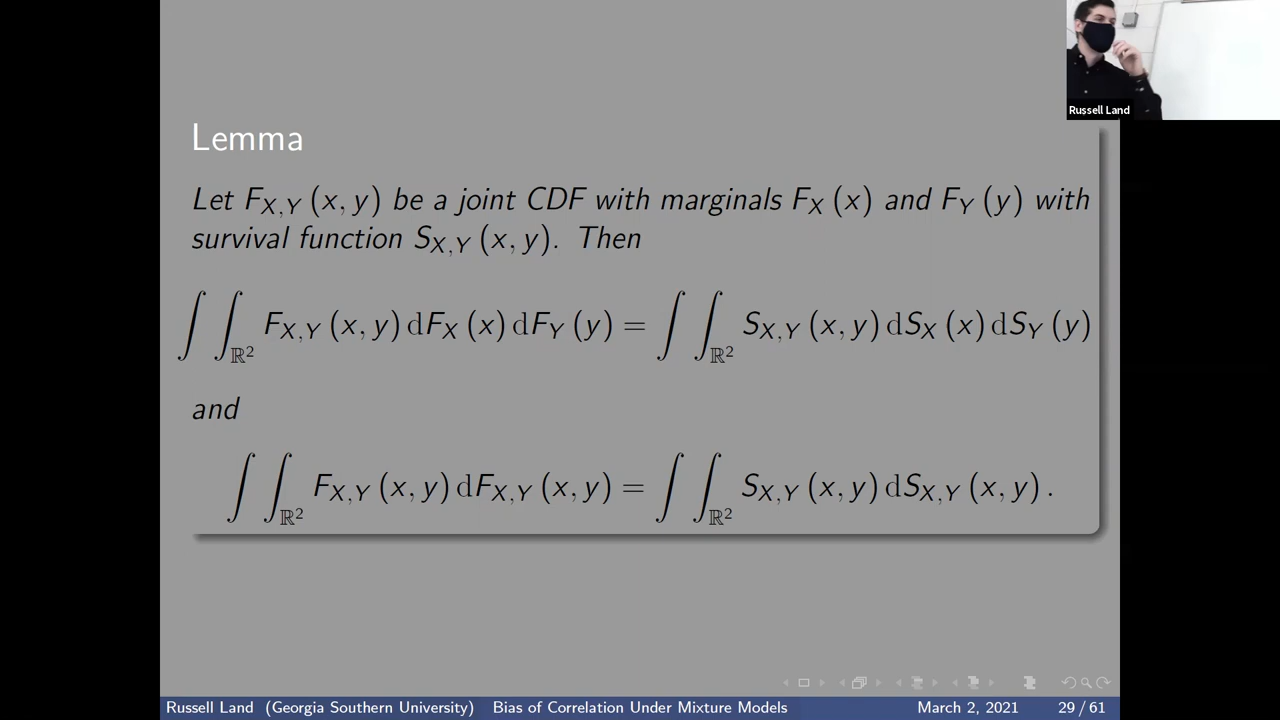 Russell Land
Lemma
Let F_{X,Y} (x, y) be a joint CDF with marginals F_X (x) and F_Y (y) with
survival function S_{X,Y} (x, y). Then
∫∫_{ℝ²} F_{X,Y} (x, y) dF_X (x) dF_Y (y) = ∫∫_{ℝ²} S_{X,Y} (x, y) dS_X (x) dS_Y (y)
and
∫∫_{ℝ²} F_{X,Y} (x, y) dF_{X,Y} (x, y) = ∫∫_{ℝ²} S_{X,Y} (x, y) dS_{X,Y} (x, y) .
Russell Land (Georgia Southern University) Bias of Correlation Under Mixture Models March 2, 2021 29 / 61